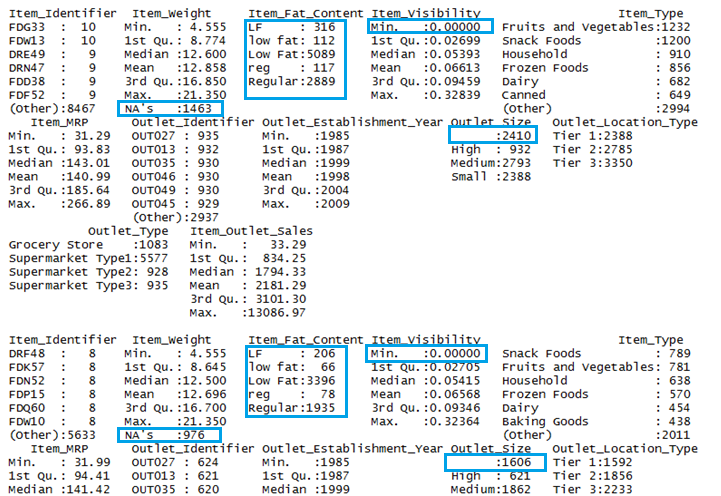 Item_Identifier Item_Weight Item_Fat_Content Item_Visibility Item_Type
FDG33 : 10 Min. : 4.555 LF : 316 Min. :0.00000 Fruits and Vegetables:1232
FDW13 : 10 1st Qu.: 8.774 low fat: 112 1st Qu.:0.02699 Snack Foods :1200
DRE49 : 9 Median :12.600 Low Fat:5089 Median :0.05393 Household : 910
DRN47 : 9 Mean :12.858 reg : 117 Mean :0.06613 Frozen Foods : 856
FDD38 : 9 3rd Qu.:16.850 Regular:2889 3rd Qu.:0.09459 Dairy : 682
FDF52 : 9 Max. :21.350 Max. :0.32839 Canned : 649
(Other):8467 NA's :1463 (Other) :2994
Item_MRP Outlet_Identifier Outlet_Establishment_Year Outlet_Size Outlet_Location_Type
Min. : 31.29 OUT027 : 935 Min. :1985 :2410 Tier 1:2388
1st Qu.: 93.83 OUT013 : 932 1st Qu.:1987 High : 932 Tier 2:2785
Median :143.01 OUT035 : 930 Median :1999 Medium:2793 Tier 3:3350
Mean :140.99 OUT046 : 930 Mean :1998 Small :2388
3rd Qu.:185.64 OUT049 : 930 3rd Qu.:2004
Max. :266.89 OUT045 : 929 Max. :2009
(Other):2937
Outlet_Type Item_Outlet_Sales
Grocery Store :1083 Min. : 33.29
Supermarket Type1:5577 1st Qu.: 834.25
Supermarket Type2: 928 Median : 1794.33
Supermarket Type3: 935 Mean : 2181.29
3rd Qu.: 3101.30
Max. :13086.97
Item_Identifier Item_Weight Item_Fat_Content Item_Visibility Item_Type
DRF48 : 8 Min. : 4.555 LF : 206 Min. :0.00000 Snack Foods : 789
FDK57 : 8 1st Qu.: 8.645 low fat: 66 1st Qu.:0.02705 Fruits and Vegetables: 781
FDN52 : 8 Median :12.500 Low Fat:3396 Median :0.05415 Household : 638
FDP15 : 8 Mean :12.696 reg : 78 Mean :0.06568 Frozen Foods : 570
FDQ60 : 8 3rd Qu.:16.700 Regular:1935 3rd Qu.:0.09346 Dairy : 454
FDW10 : 8 Max. :21.350 Max. :0.32364 Baking Goods : 438
(Other):5633 NA's :976 (Other) :2011
Item_MRP Outlet_Identifier Outlet_Establishment_Year Outlet_Size Outlet_Location_Type
Min. : 31.99 OUT027 : 624 Min. :1985 :1606 Tier 1:1592
1st Qu.: 94.41 OUT013 : 621 1st Qu.:1987 High : 621 Tier 2:1856
Median :141.42 OUT035 : 620 Median :1999 Medium:1862 Tier 3:2233